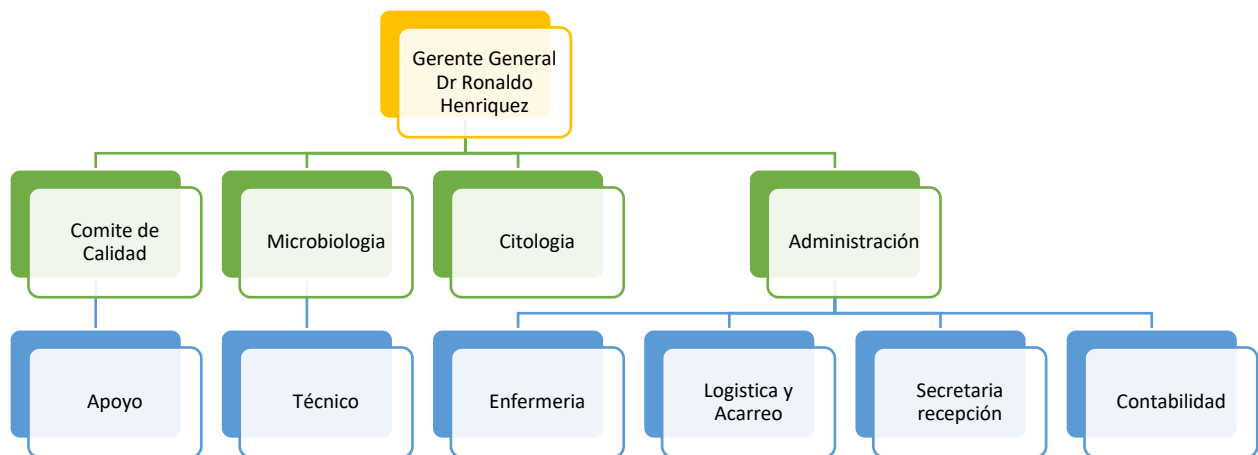 Gerente General
Dr Ronaldo
Henriquez
Comite de
Calidad
Microbiologia
Citologia
Administración
Apoyo
Técnico
Enfermeria
Logistica y
Acarreo
Secretaria
recepción
Contabilidad